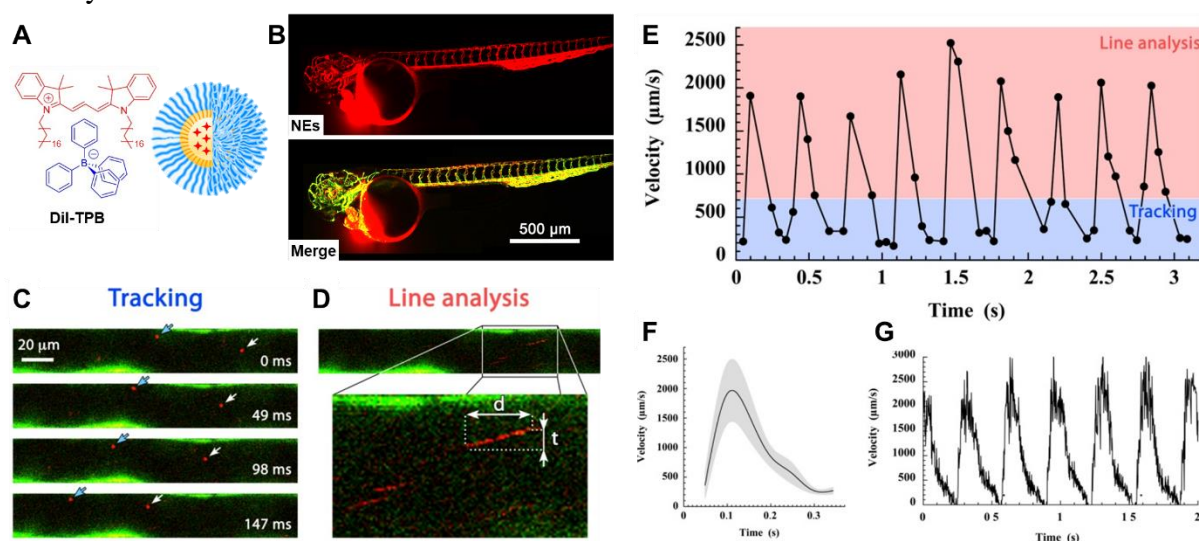 A
N
⊕
N
16
16
B
⊖
DiI-TPB
B
NEs
Merge
500 µm
C
Tracking
20 µm
0 ms
49 ms
98 ms
147 ms
D
Line analysis
d
t
E
Line analysis
Tracking
Velocity (µm/s)
2500
2000
1500
1000
500
0
0
0.5
1
1.5
2
2.5
3
Time (s)
F
Velocity (µm/s)
2500
2000
1500
1000
500
0
0
0.1
0.2
0.3
Time (s)
G
Velocity (µm/s)
3000
2500
2000
1500
1000
500
0
0
0.5
1
1.5
2
Time (s)